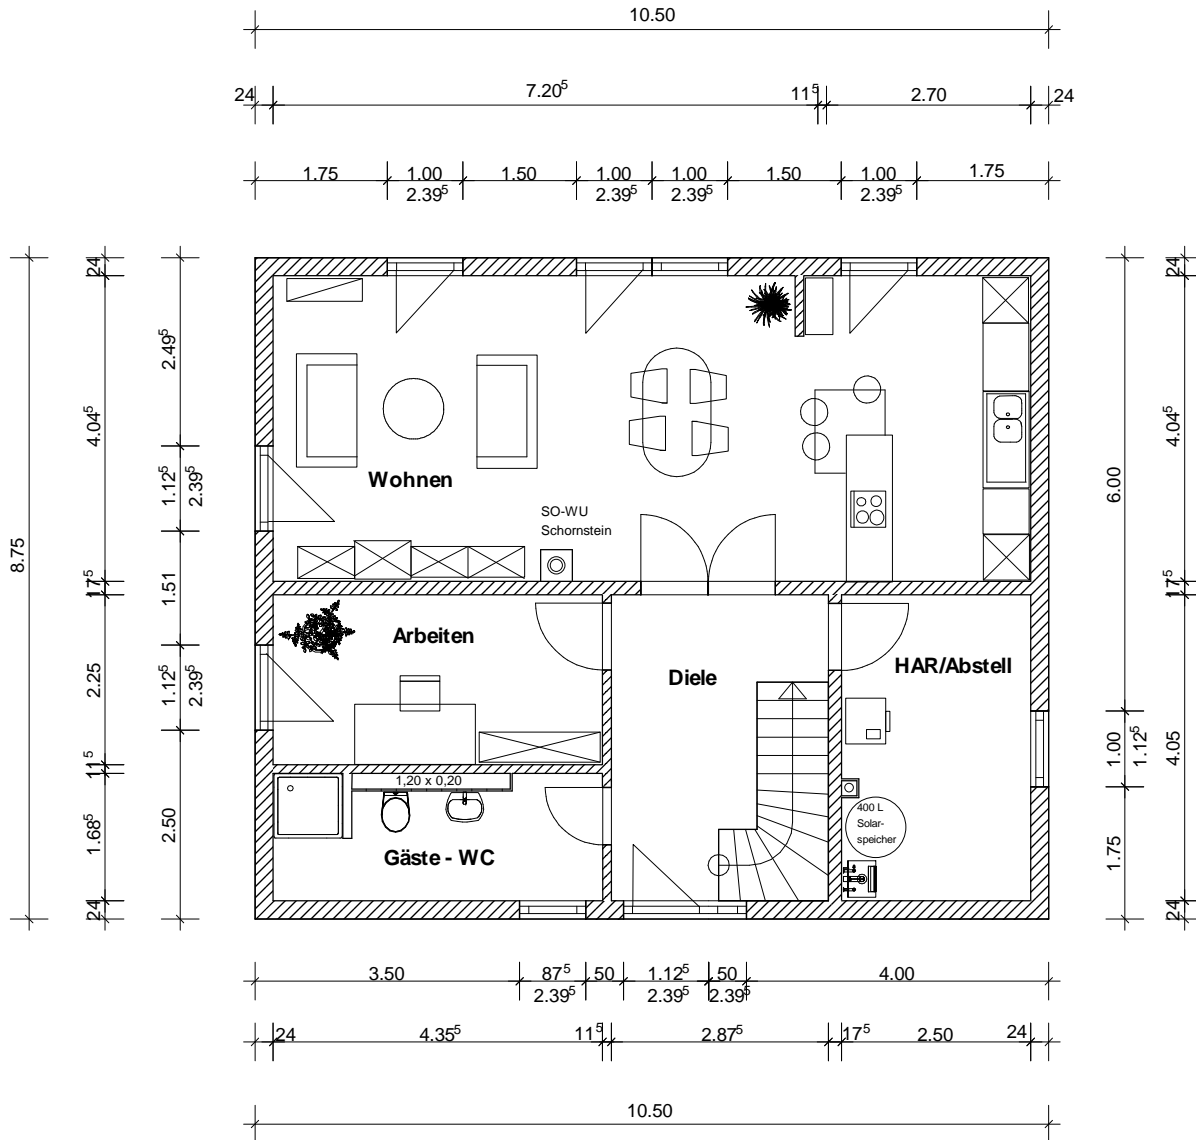 10.50
24 7.20⁵ 11⁵ 2.70 24
1.75 1.00 1.50 1.00 1.00 1.50 1.00 1.75
2.39⁵ 2.39⁵ 2.39⁵ 2.39⁵
8.75
24
4.04⁵
17⁵
2.25
11⁵
1.68⁵
24
2.49⁵
1.12⁵
2.39⁵
1.51
1.12⁵
2.39⁵
2.50
Wohnen
SO-WU
Schornstein
Arbeiten
Diele
HAR/Abstell
1,20 x 0,20
Gäste - WC
400 L
Solar-
speicher
6.00
1.00
1.12⁵
1.75
24
4.04⁵
17⁵
4.05
24
3.50 87⁵ 50 1.12⁵ 50 4.00
2.39⁵ 2.39⁵ 2.39⁵
24 4.35⁵ 11⁵ 2.87⁵ 17⁵ 2.50 24
10.50